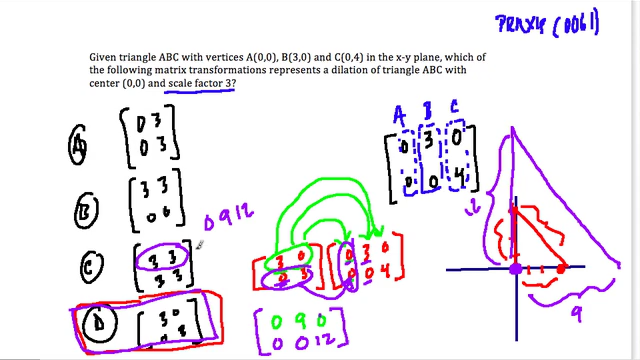 PRAXIS (0061)
Given triangle ABC with vertices A(0,0), B(3,0) and C(0,4) in the x-y plane, which of
the following matrix transformations represents a dilation of triangle ABC with
center (0,0) and scale factor 3?
A
0 3
0 3
B
3 3
0 0
C
3 3
3 3
D
3 0
0 9 12
A B C
0 3 0
0 0 4
3 0
0 3
0 3 0
0 0 4
0 9 0
0 0 12
9